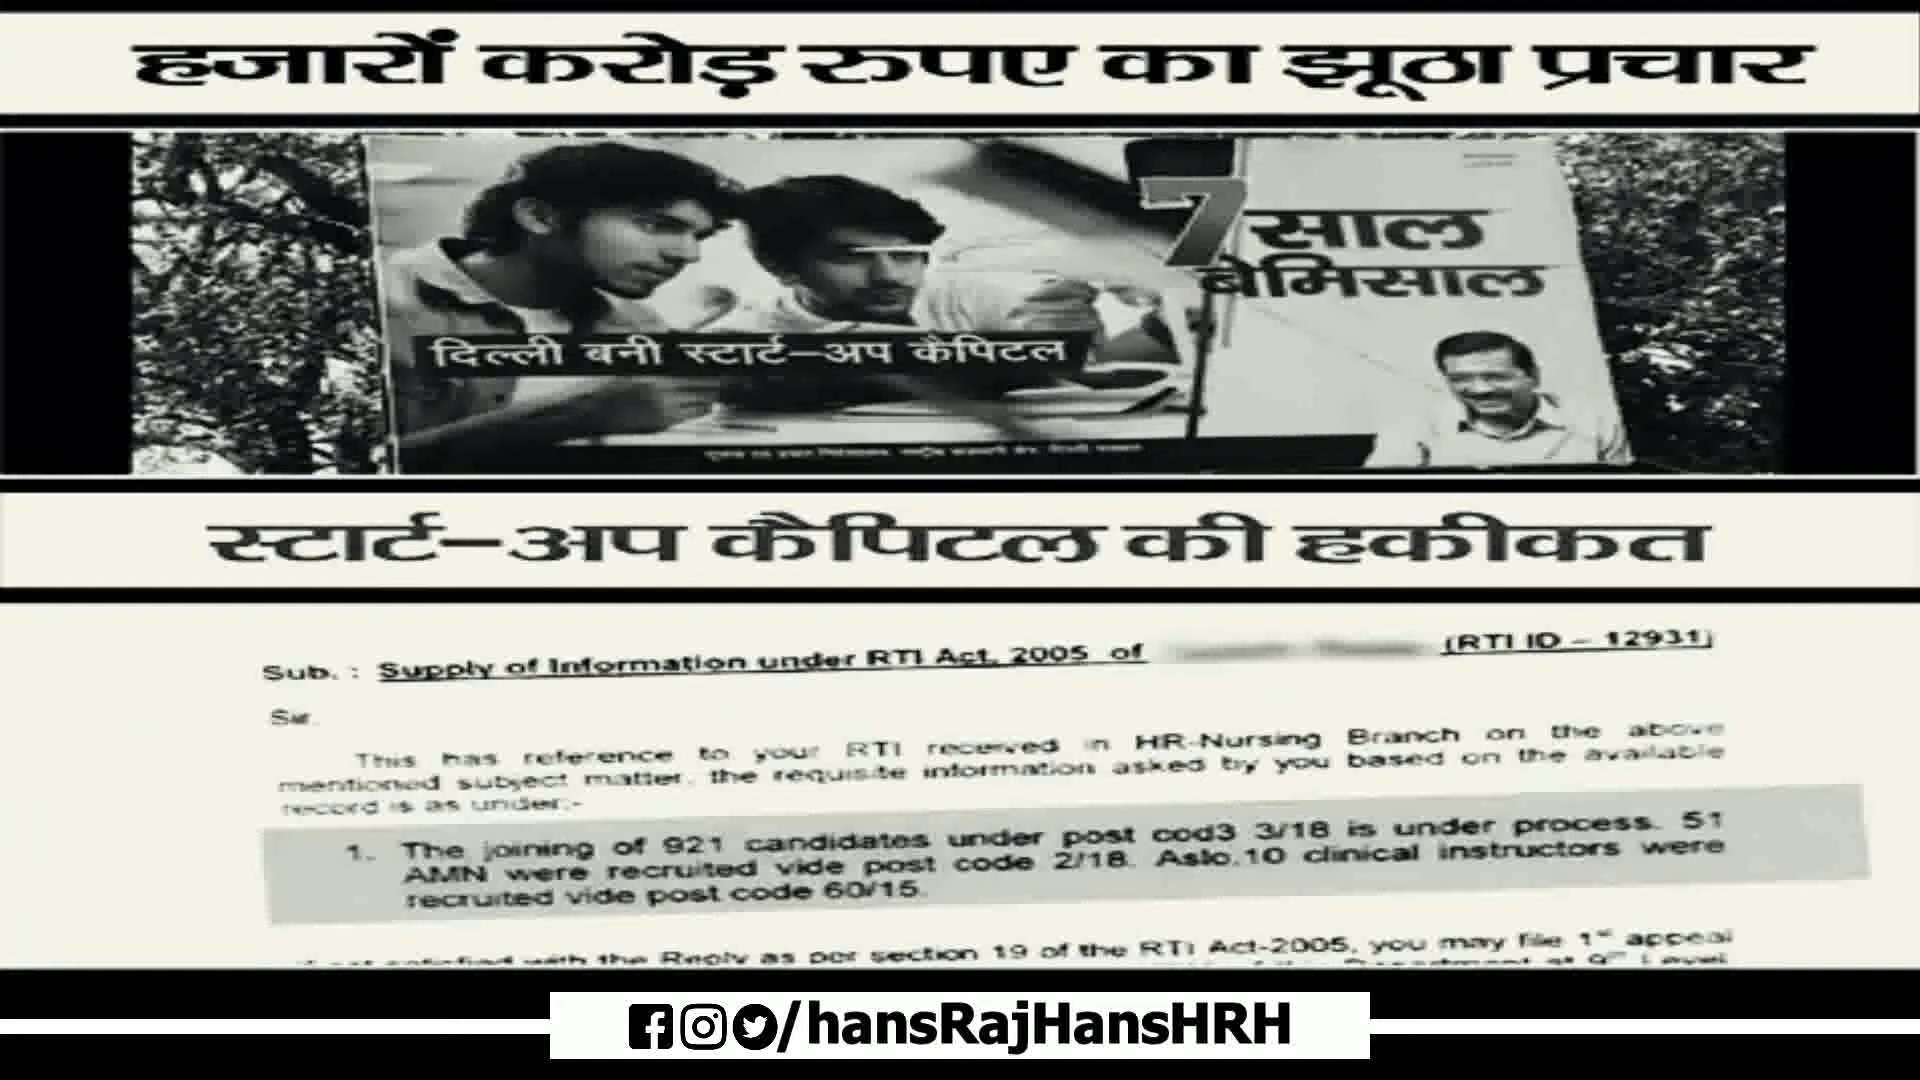 हजारों करोड़ रुपए का झूठा प्रचार
7 साल
बेमिसाल
दिल्ली बनी स्टार्ट-अप कैपिटल
स्टार्ट-अप कैपिटल की हकीकत
Sub. : Supply of Information under RTI Act, 2005 of (RTI ID - 12931)
Sir.
This has reference to your RTI received in HR-Nursing Branch on the above
mentioned subject matter, the requisite information asked by you based on the available
record is as under:-
1. The joining of 921 candidates under post cod3 3/18 is under process. 51
AMN were recruited vide post code 2/18. Aslo.10 clinical instructors were
recruited vide post code 60/15.
satisfied with the Reply as per section 19 of the RTI Act-2005, you may file 1st appeal
/hansRajHansHRH